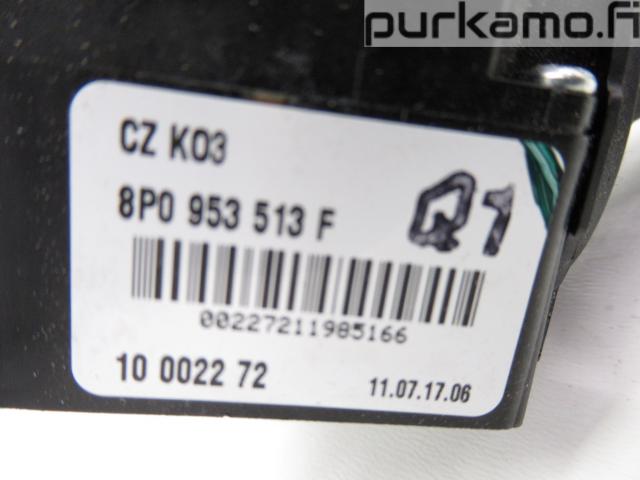 purkamo.fi
CZ K03
8P0 953 513 F
Q1
00227211985166
10 0022 72
11.07.17.06